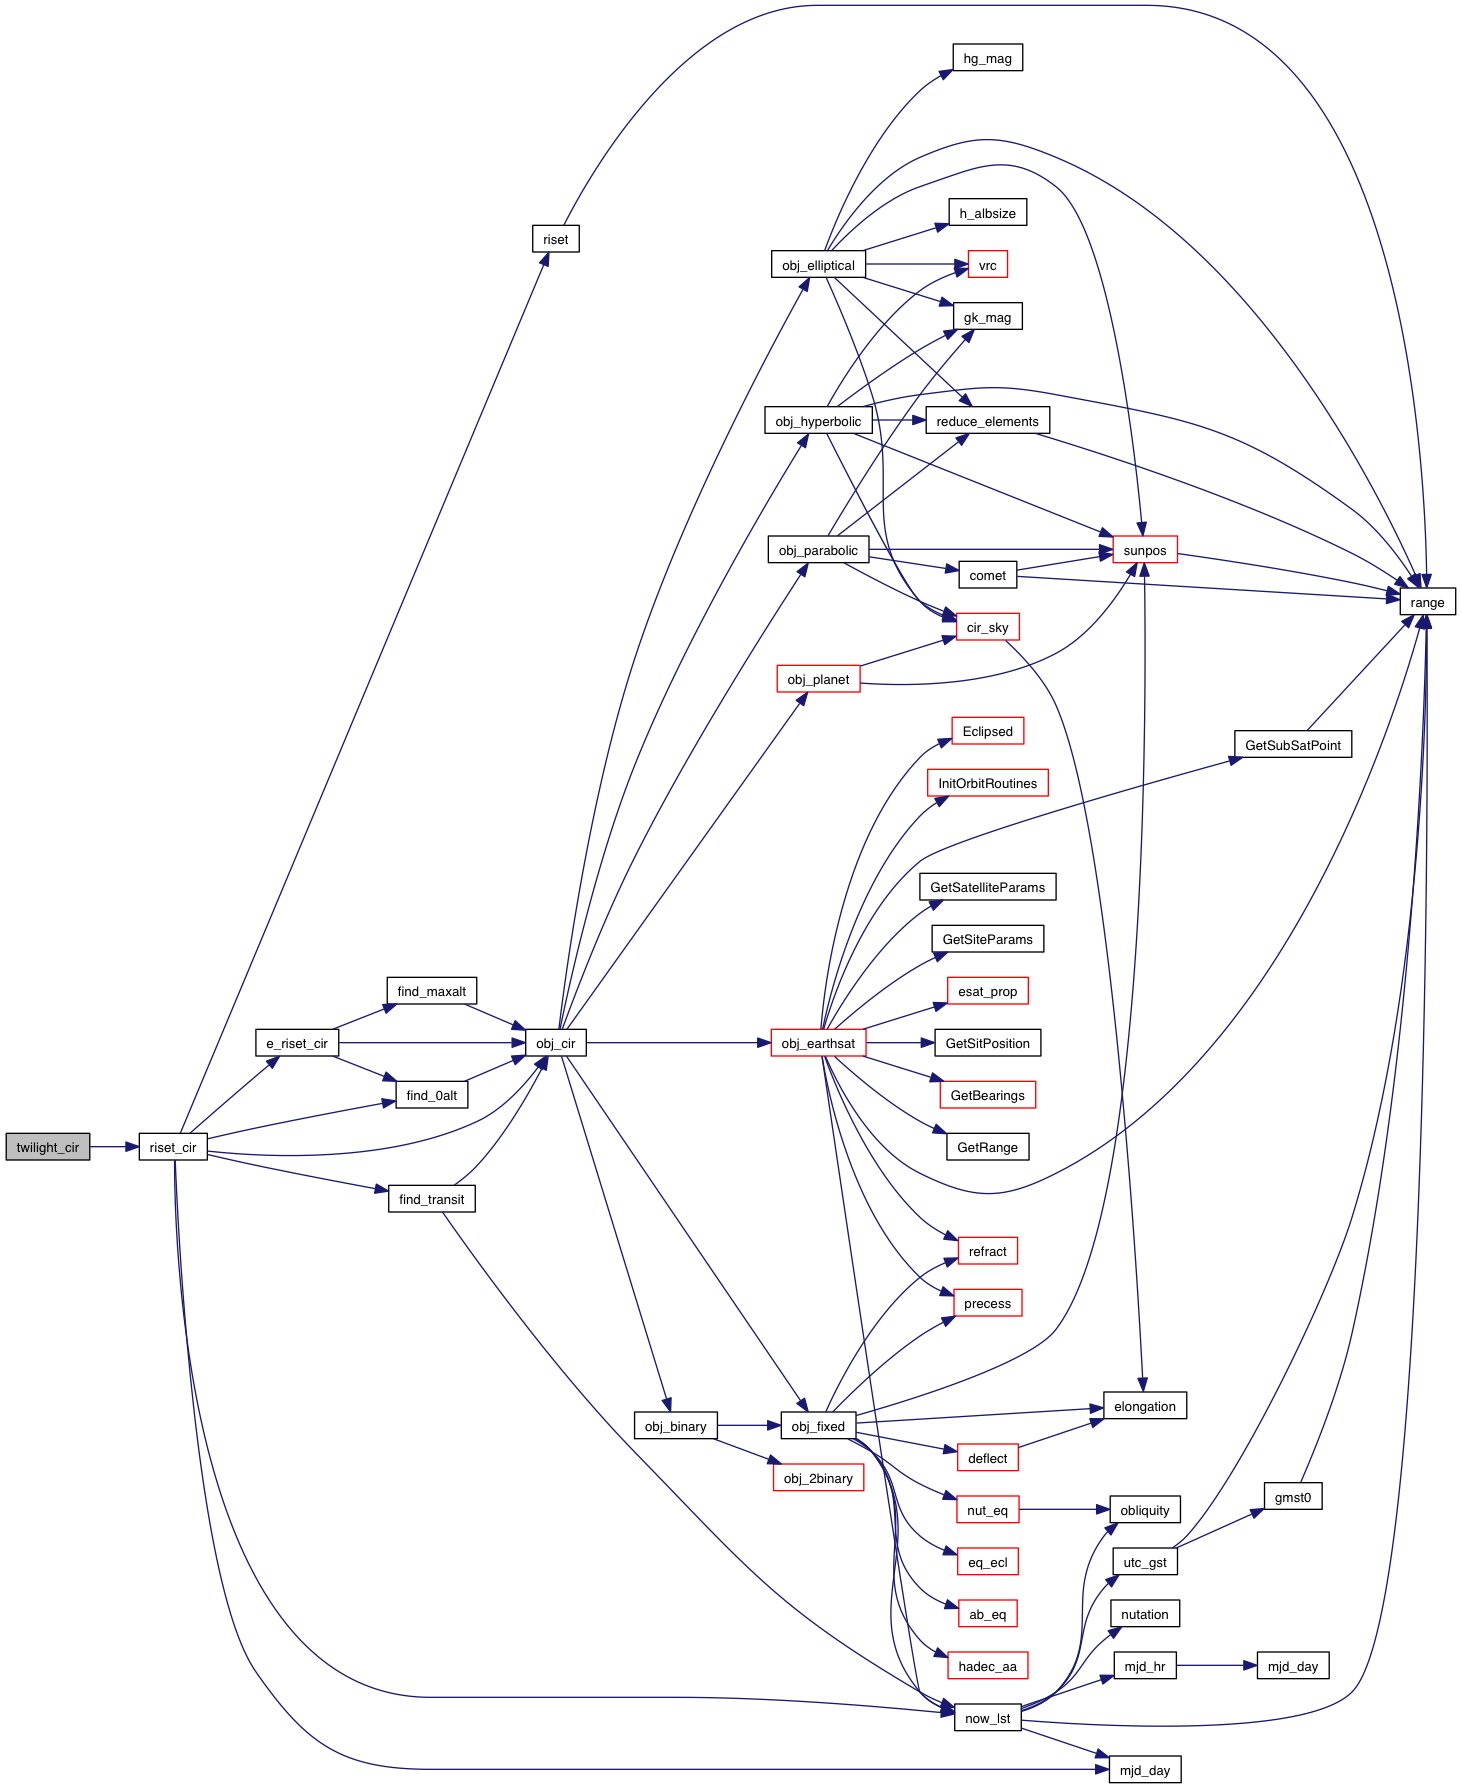 hg_mag
h_albsize
riset
obj_elliptical
vrc
gk_mag
obj_hyperbolic
reduce_elements
obj_parabolic
sunpos
comet
range
cir_sky
obj_planet
Eclipsed
GetSubSatPoint
InitOrbitRoutines
GetSatelliteParams
GetSiteParams
find_maxalt
esat_prop
e_riset_cir
obj_cir
obj_earthsat
GetSitPosition
find_0alt
GetBearings
twilight_cir
riset_cir
GetRange
find_transit
refract
precess
elongation
obj_binary
obj_fixed
deflect
obj_2binary
gmst0
nut_eq
obliquity
eq_ecl
utc_gst
ab_eq
nutation
hadec_aa
mjd_hr
mjd_day
now_lst
mjd_day